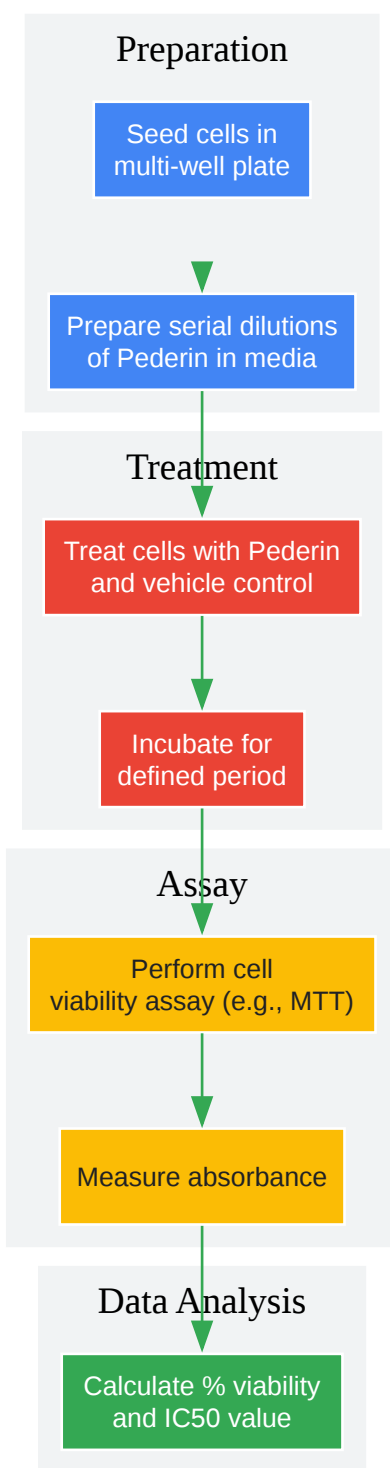 Preparation
Seed cells in
multi-well plate
Prepare serial dilutions
of Pederin in media
Treatment
Treat cells with Pederin
and vehicle control
Incubate for
defined period
Assay
Perform cell
viability assay (e.g., MTT)
Measure absorbance
Data Analysis
Calculate % viability
and IC50 value